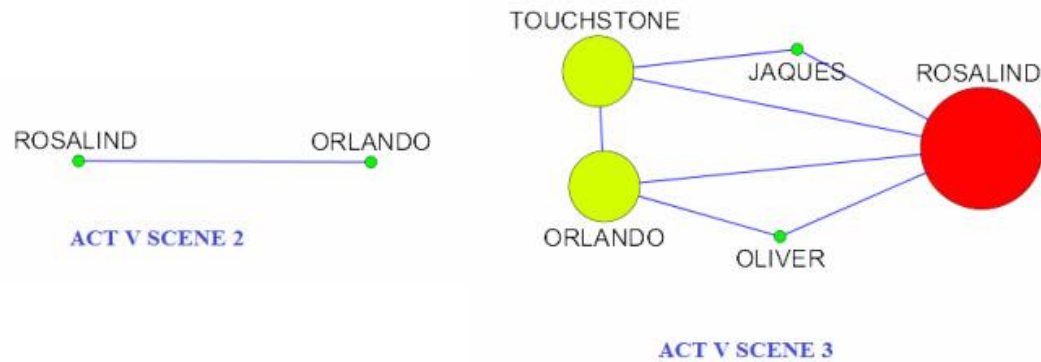 ROSALIND
ORLANDO
ACT V SCENE 2
TOUCHSTONE
JAQUES
ROSALIND
ORLANDO
OLIVER
ACT V SCENE 3